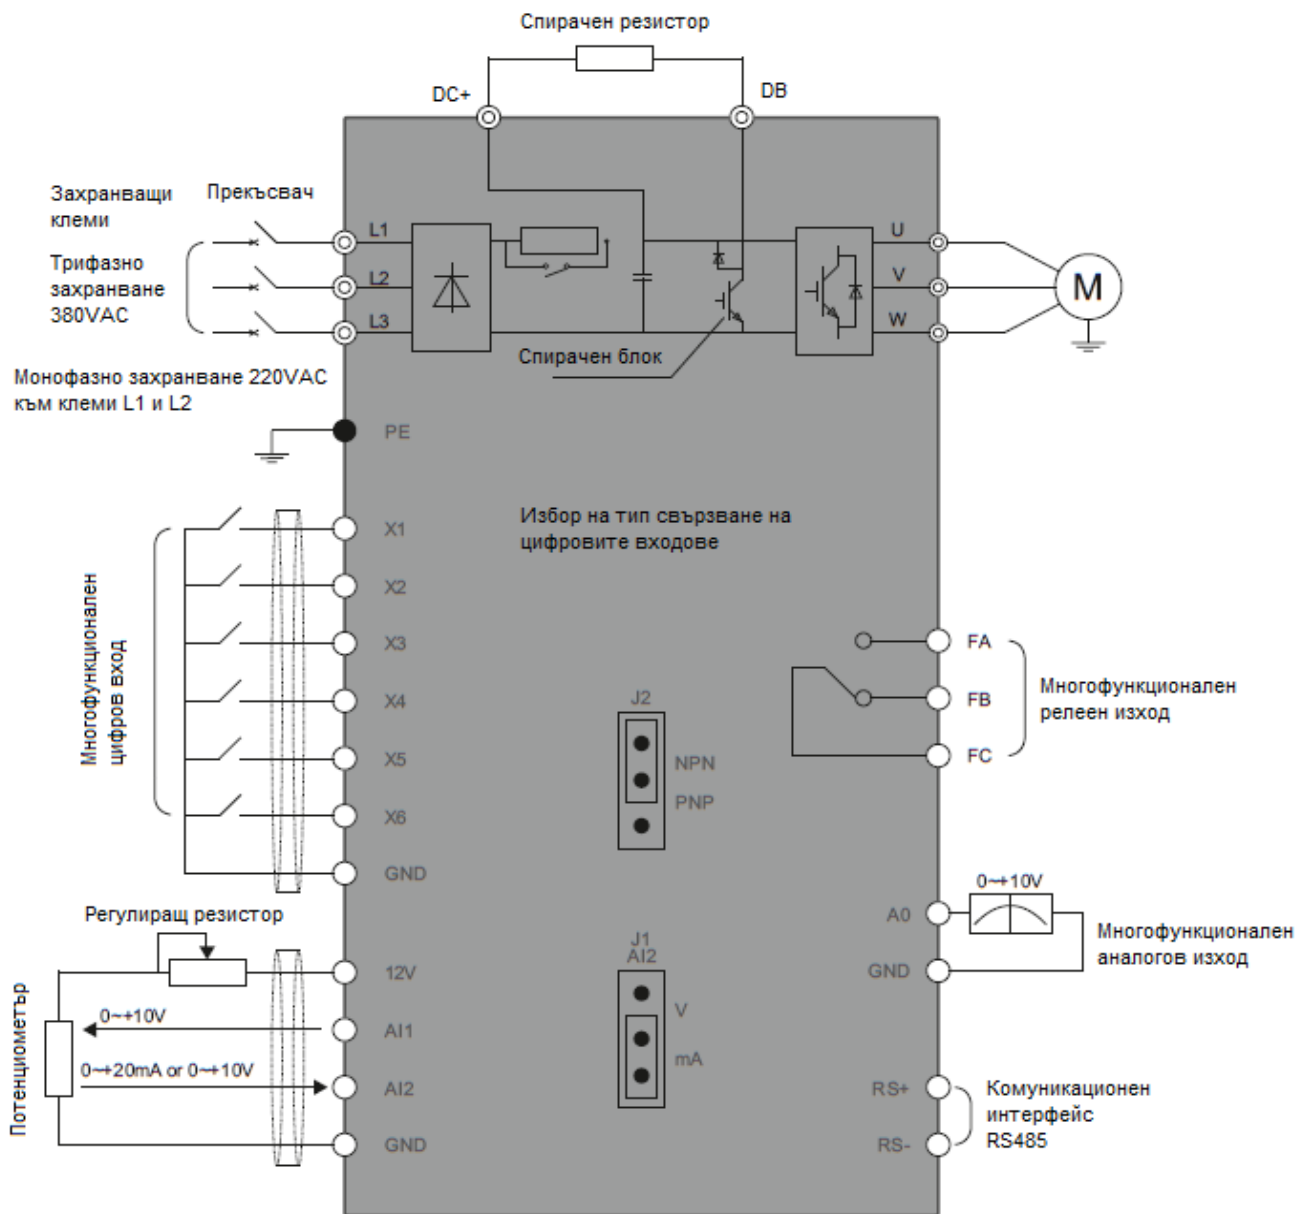 Спирачен резистор
DC+
DB
Захранващи
клеми
Прекъсвач
Трифазно
захранване
380VAC
L1
L2
L3
U
V
W
M
Спирачен блок
Монофазно захранване 220VAC
към клеми L1 и L2
PE
Избор на тип свързване на
цифровите входове
Многофункционален
цифров вход
X1
X2
X3
X4
X5
X6
GND
J2
NPN
PNP
FA
FB
FC
Многофункционален
релеен изход
Регулиращ резистор
Потенциометър
12V
0~+10V
AI1
0~+20mA or 0~+10V
AI2
GND
J1
AI2
V
mA
0~+10V
A0
GND
Многофункционален
аналогов изход
RS+
RS-
Комуникационен
интерфейс
RS485